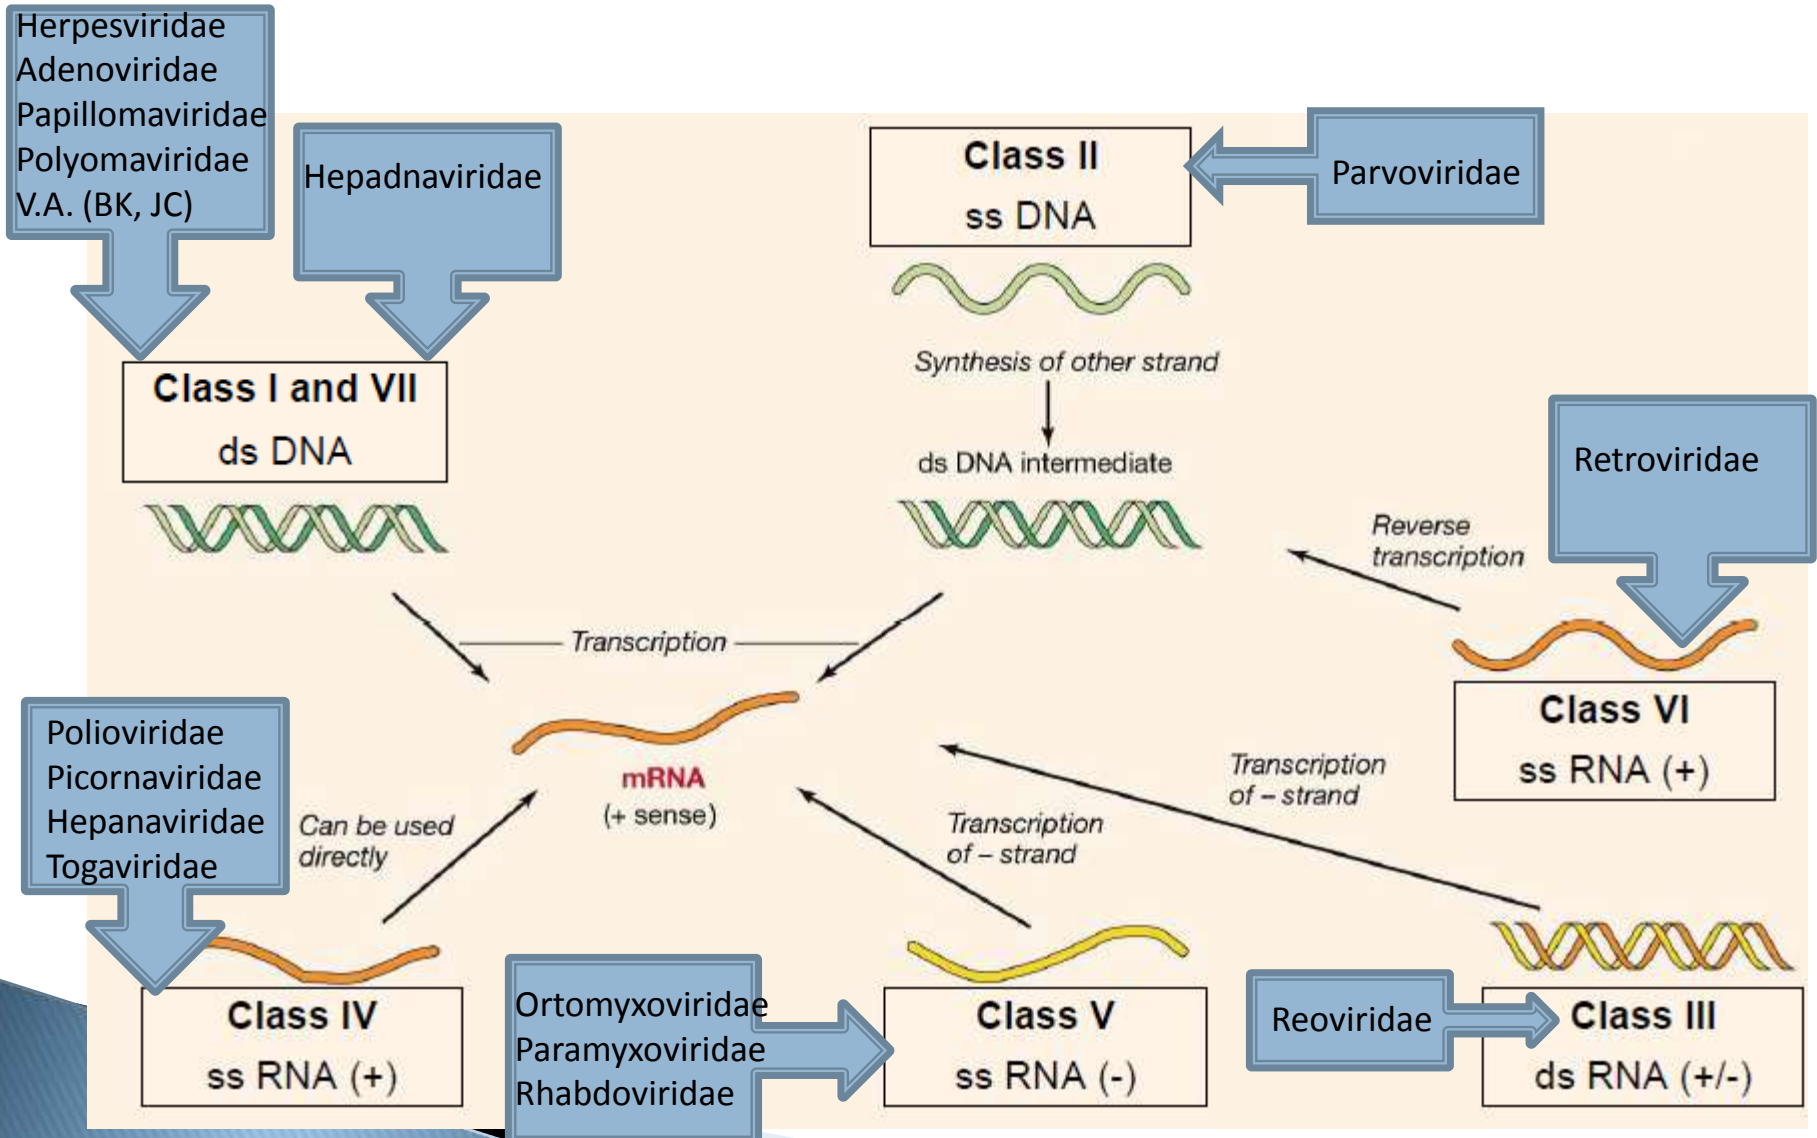 Herpesviridae
Adenoviridae
Papillomaviridae
Polyomaviridae
V.A. (BK, JC)
Hepadnaviridae
Class II
ss DNA
Parvoviridae
Synthesis of other strand
Class I and VII
ds DNA
ds DNA intermediate
Retroviridae
Reverse
transcription
Transcription
Class VI
ss RNA (+)
Polioviridae
Picornaviridae
Hepanaviridae
Togaviridae
mRNA
(+ sense)
Can be used
directly
Transcription
of – strand
Transcription
of – strand
Class IV
ss RNA (+)
Ortomyxoviridae
Paramyxoviridae
Rhabdoviridae
Class V
ss RNA (-)
Reoviridae
Class III
ds RNA (+/-)